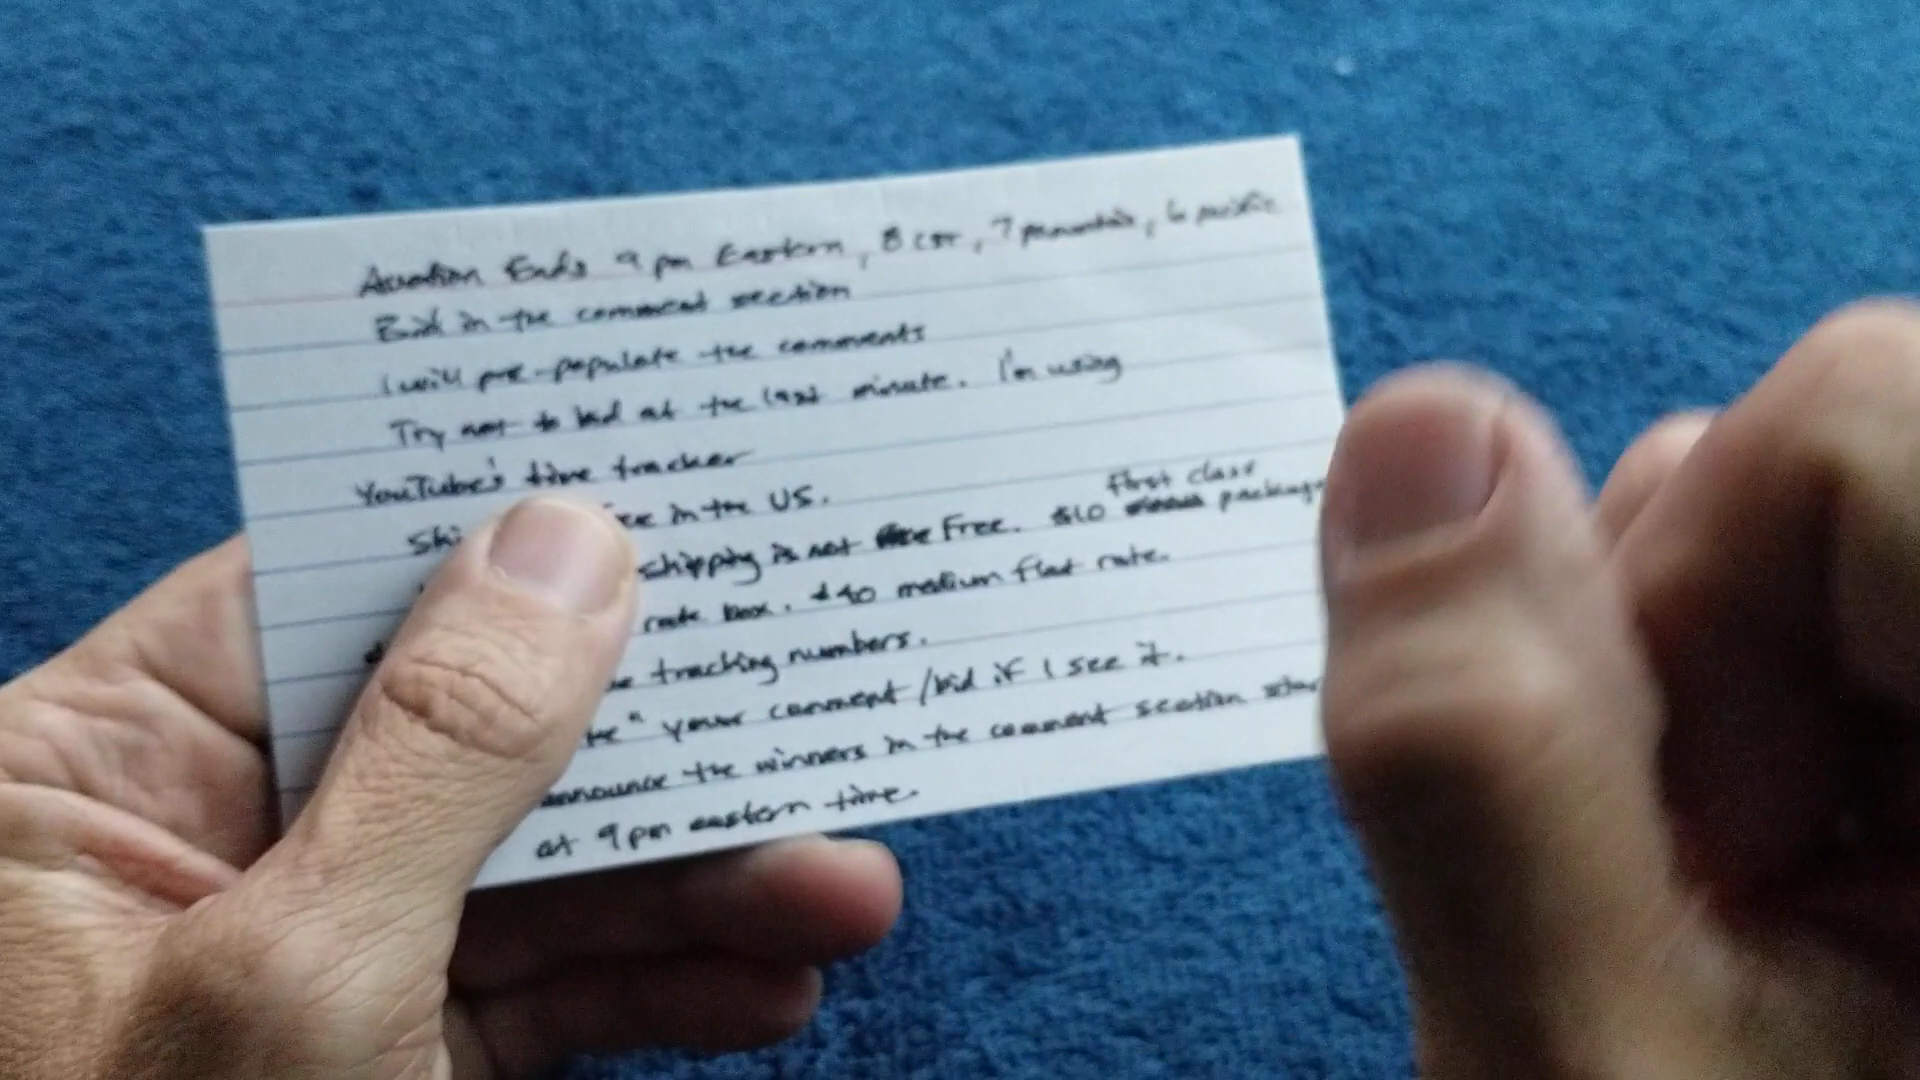 Auction Ends 9 pm Eastern, 8 CST, 7 mountain, 6 pacific
Bid in the comment section
I will pre-populate the comments
Try not to bid at the last minute. I'm using
YouTube's time tracker
in the US.
first class
shipping is not Free. $10 package
rate box. $40 medium flat rate.
tracking numbers.
your comment/bid if I see it.
announce the winners in the comment section
at 9pm eastern time.